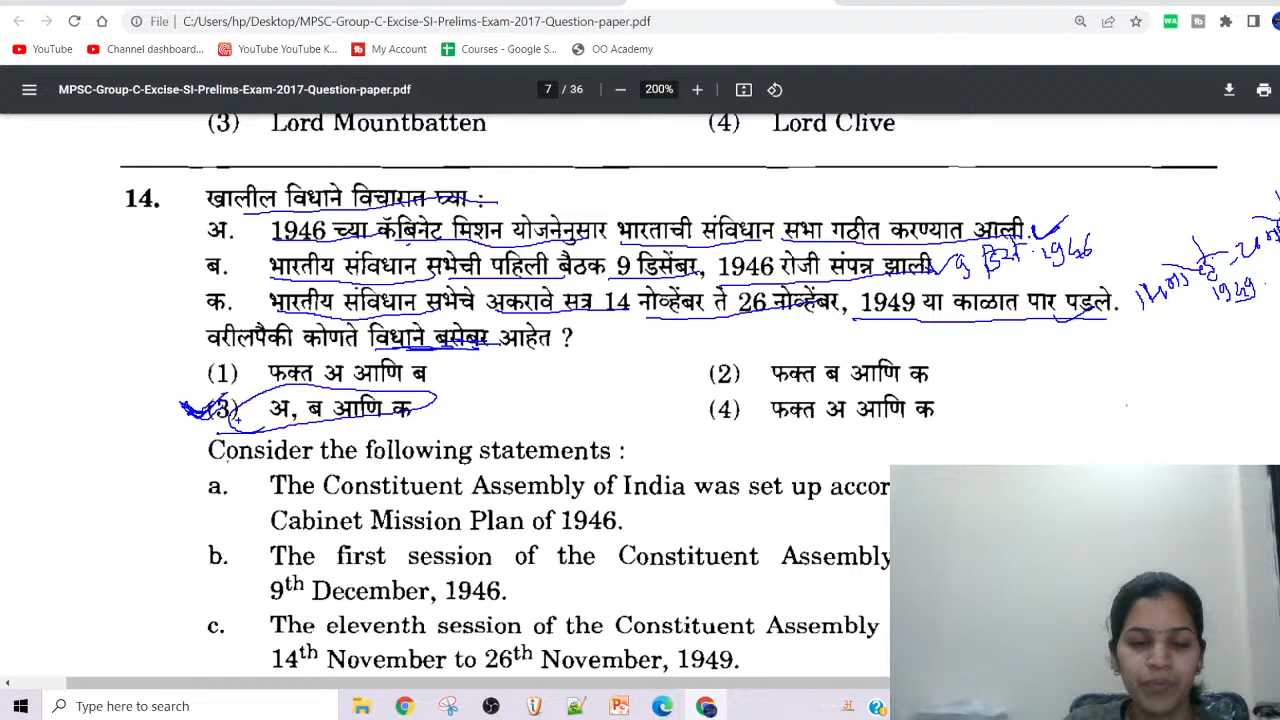 File C:/Users/hp/Desktop/MPSC-Group-C-Excise-SI-Prelims-Exam-2017-Question-paper.pdf
YouTube Channel dashboard... YouTube YouTube K... My Account Courses - Google S... OO Academy
MPSC-Group-C-Excise-SI-Prelims-Exam-2017-Question-paper.pdf 7 / 36 200%
(3) Lord Mountbatten (4) Lord Clive
14. खालील विधाने विचारात घ्या :
अ. 1946 च्या कॅबिनेट मिशन योजनेनुसार भारताची संविधान सभा गठीत करण्यात आली.
ब. भारतीय संविधान सभेची पहिली बैठक 9 डिसेंबर, 1946 रोजी संपन्न झाली 1946
क. भारतीय संविधान सभेचे अकरावे सत्र 14 नोव्हेंबर ते 26 नोव्हेंबर, 1949 या काळात पार पडले. 1949
वरीलपैकी कोणते विधाने बरोबर आहेत ?
(1) फक्त अ आणि ब (2) फक्त ब आणि क
(3) अ, ब आणि क (4) फक्त अ आणि क
Consider the following statements :
a. The Constituent Assembly of India was set up accor
Cabinet Mission Plan of 1946.
b. The first session of the Constituent Assembly
9th December, 1946.
c. The eleventh session of the Constituent Assembly
14th November to 26th November, 1949.
Type here to search